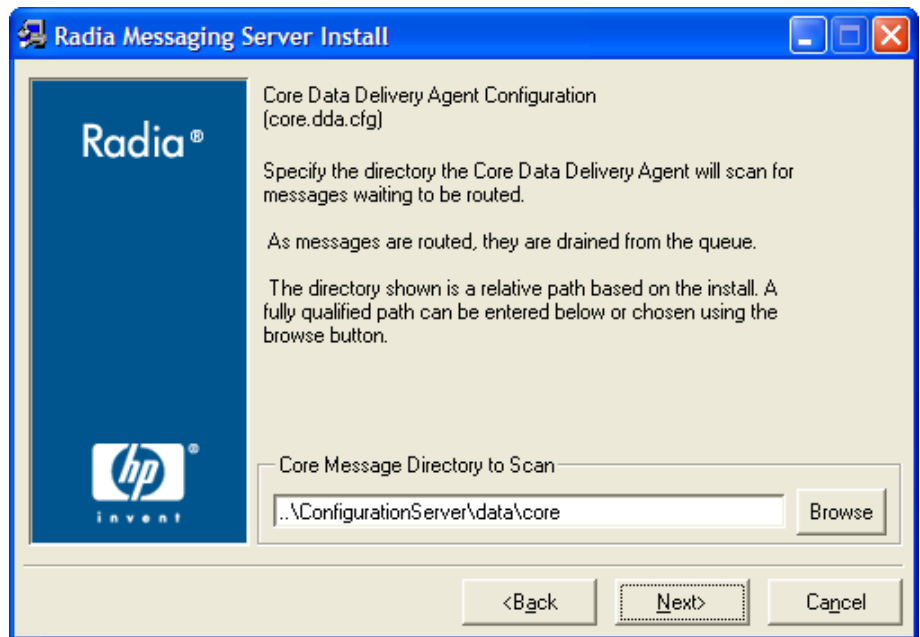 Radia Messaging Server Install
Radia®
Core Data Delivery Agent Configuration
(core.dda.cfg)
Specify the directory the Core Data Delivery Agent will scan for
messages waiting to be routed.
As messages are routed, they are drained from the queue.
The directory shown is a relative path based on the install. A
fully qualified path can be entered below or chosen using the
browse button.
hp®
invent
Core Message Directory to Scan
..\ConfigurationServer\data\core
Browse
<Back
Next>
Cancel